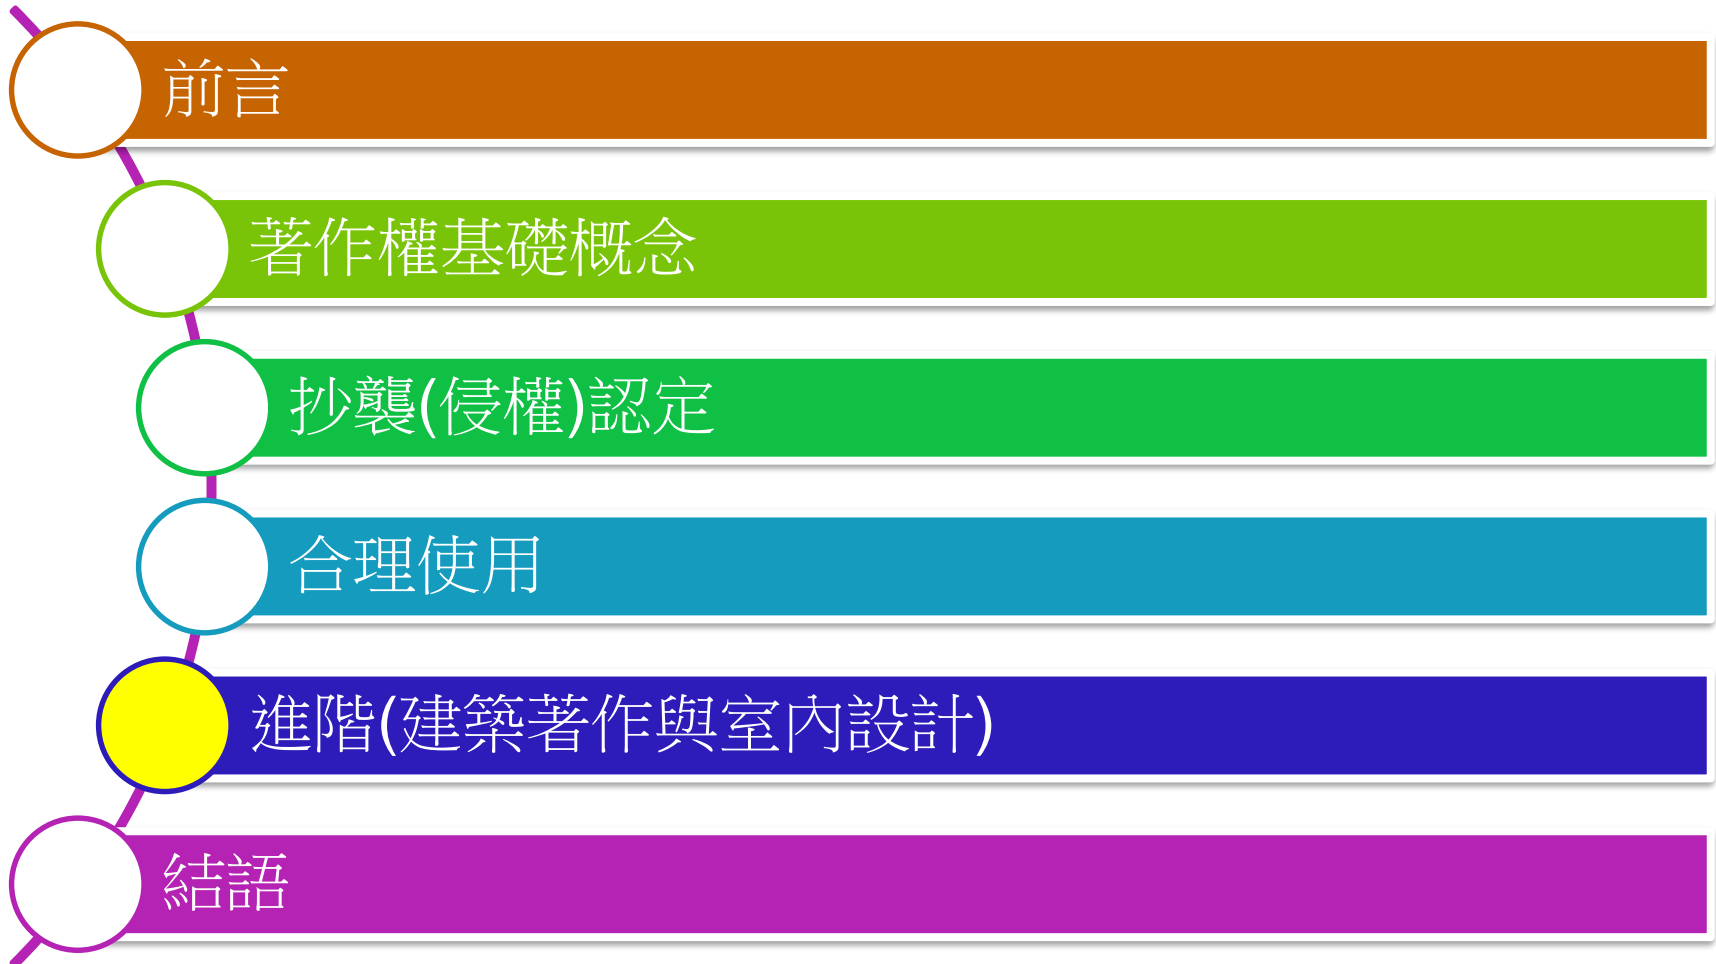 前言
著作權基礎概念
抄襲(侵權)認定
合理使用
進階(建築著作與室內設計)
結語